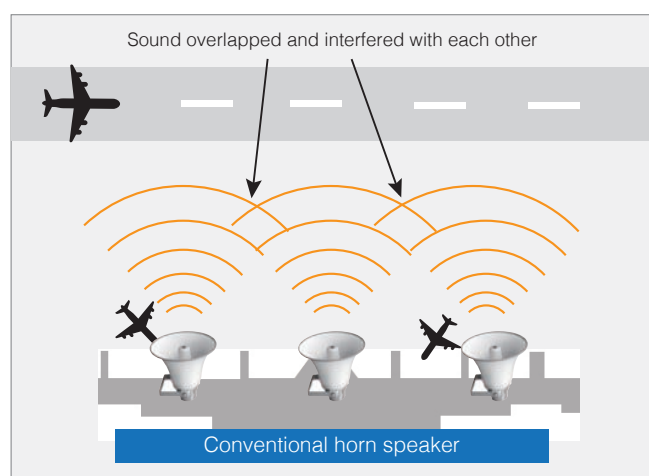 Sound overlapped and interfered with each other
Conventional horn speaker